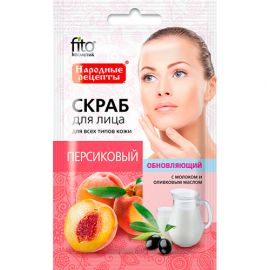 fito
косметик
Народные
рецепты
СКРАБ
для лица
для всех типов кожи
ПЕРСИКОВЫЙ
ОБНОВЛЯЮЩИЙ
С МОЛОКОМ И
ОЛИВКОВЫМ МАСЛОМ